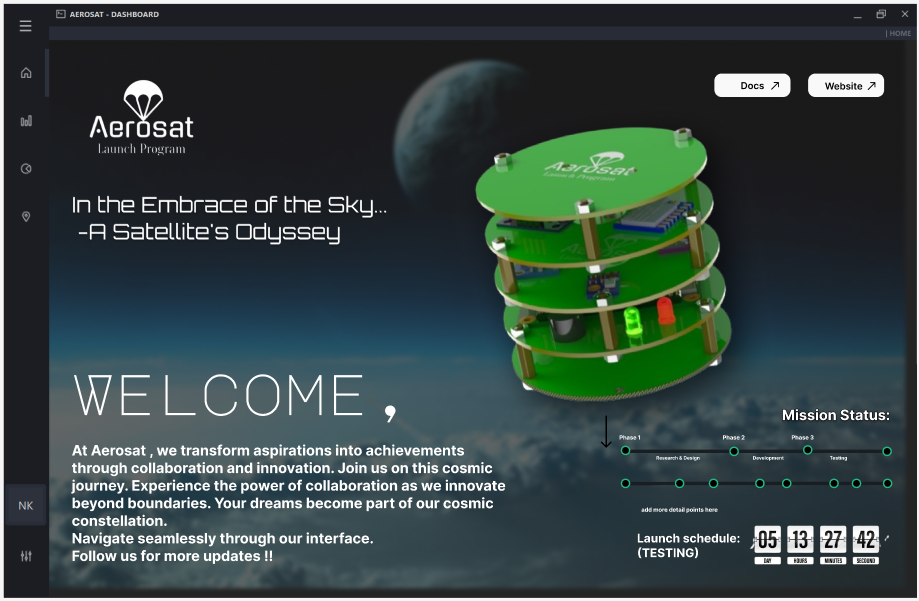 AEROSAT - DASHBOARD
| HOME
Docs
Website
Aerosat
Launch Program
Aerosat
Launch Program
In the Embrace of the Sky...
-A Satellite's Odyssey
WELCOME,
At Aerosat , we transform aspirations into achievements
through collaboration and innovation. Join us on this cosmic
journey. Experience the power of collaboration as we innovate
beyond boundaries. Your dreams become part of our cosmic
constellation.
Navigate seamlessly through our interface.
Follow us for more updates !!
NK
Mission Status:
Phase 1 Phase 2 Phase 3
Research & Design Development Testing
add more detail points here
Launch schedule:
(TESTING)
05 13 27 42
DAY HOURS MINUTES SECOUND